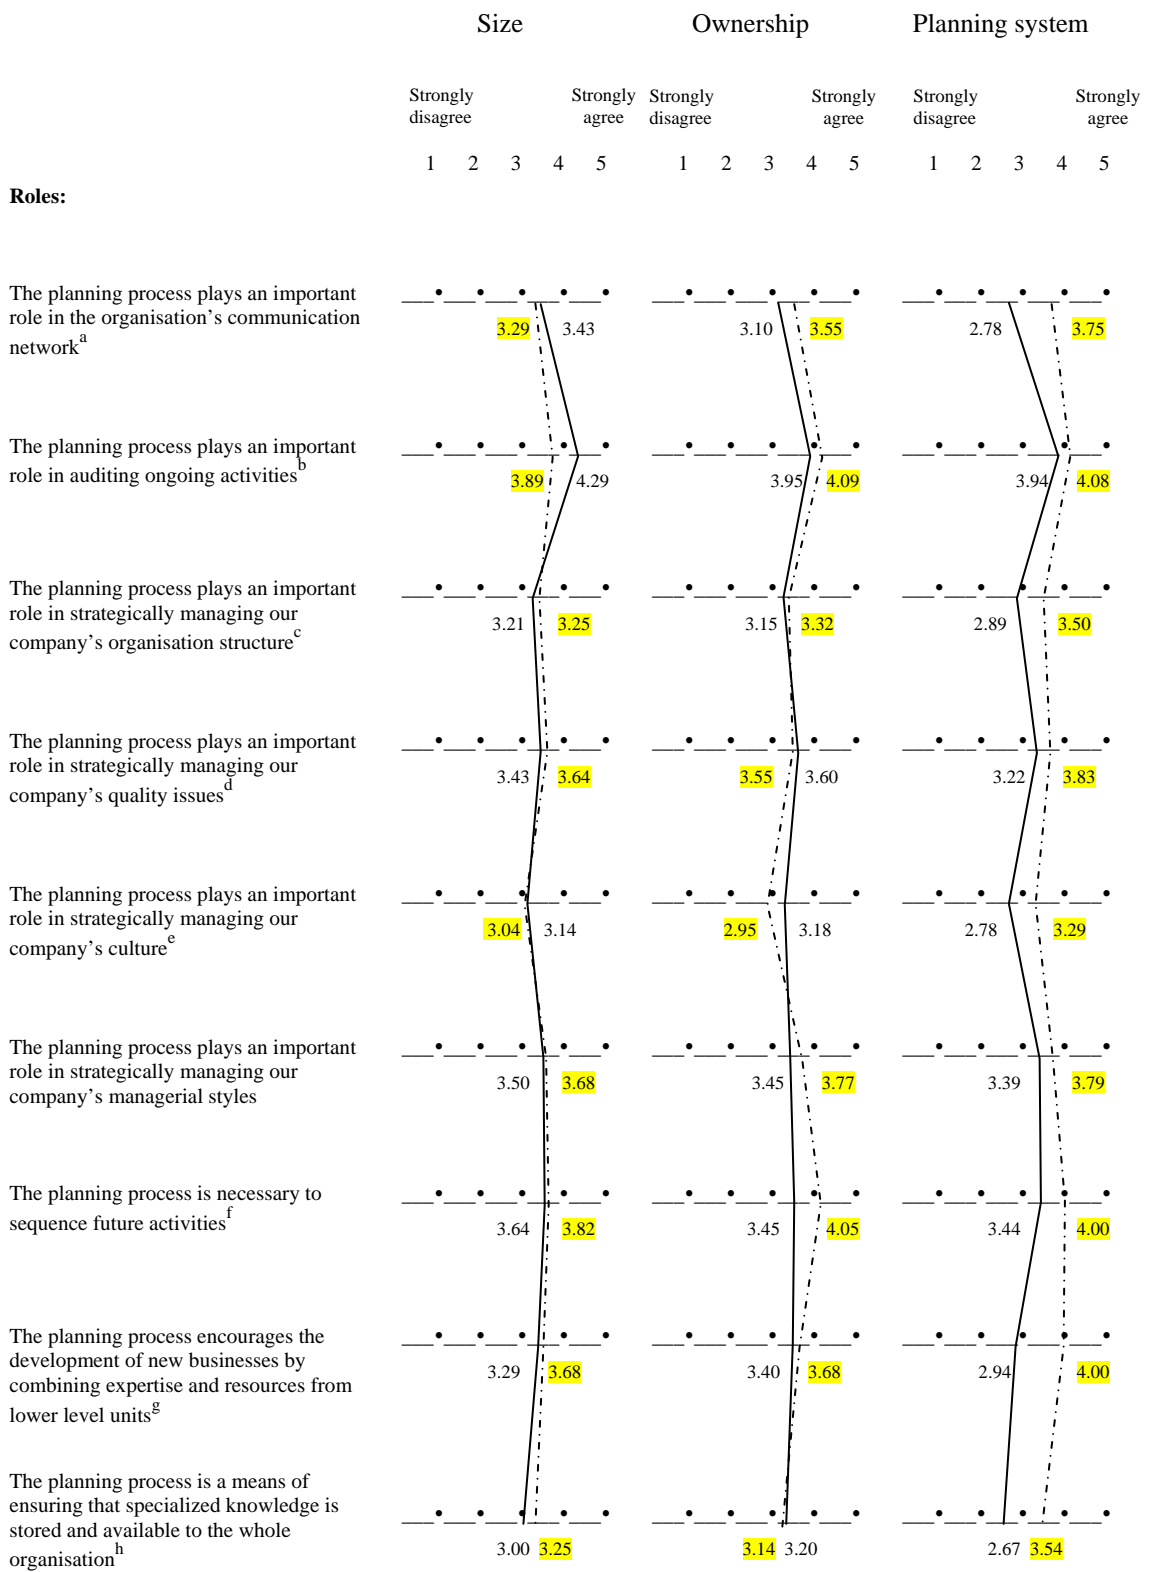 Size Ownership Planning system
Strongly disagree Strongly agree Strongly disagree Strongly agree Strongly disagree Strongly agree
1 2 3 4 5 1 2 3 4 5 1 2 3 4 5
Roles:
The planning process plays an important
role in the organisation's communication
network^a
3.29 3.43 3.10 3.55 2.78 3.75
The planning process plays an important
role in auditing ongoing activities^b
3.89 4.29 3.95 4.09 3.94 4.08
The planning process plays an important
role in strategically managing our
company's organisation structure^c
3.21 3.25 3.15 3.32 2.89 3.50
The planning process plays an important
role in strategically managing our
company's quality issues^d
3.43 3.64 3.55 3.60 3.22 3.83
The planning process plays an important
role in strategically managing our
company's culture^e
3.04 3.14 2.95 3.18 2.78 3.29
The planning process plays an important
role in strategically managing our
company's managerial styles
3.50 3.68 3.45 3.77 3.39 3.79
The planning process is necessary to
sequence future activities^f
3.64 3.82 3.45 4.05 3.44 4.00
The planning process encourages the
development of new businesses by
combining expertise and resources from
lower level units^g
3.29 3.68 3.40 3.68 2.94 4.00
The planning process is a means of
ensuring that specialized knowledge is
stored and available to the whole
organisation^h
3.00 3.25 3.14 3.20 2.67 3.54